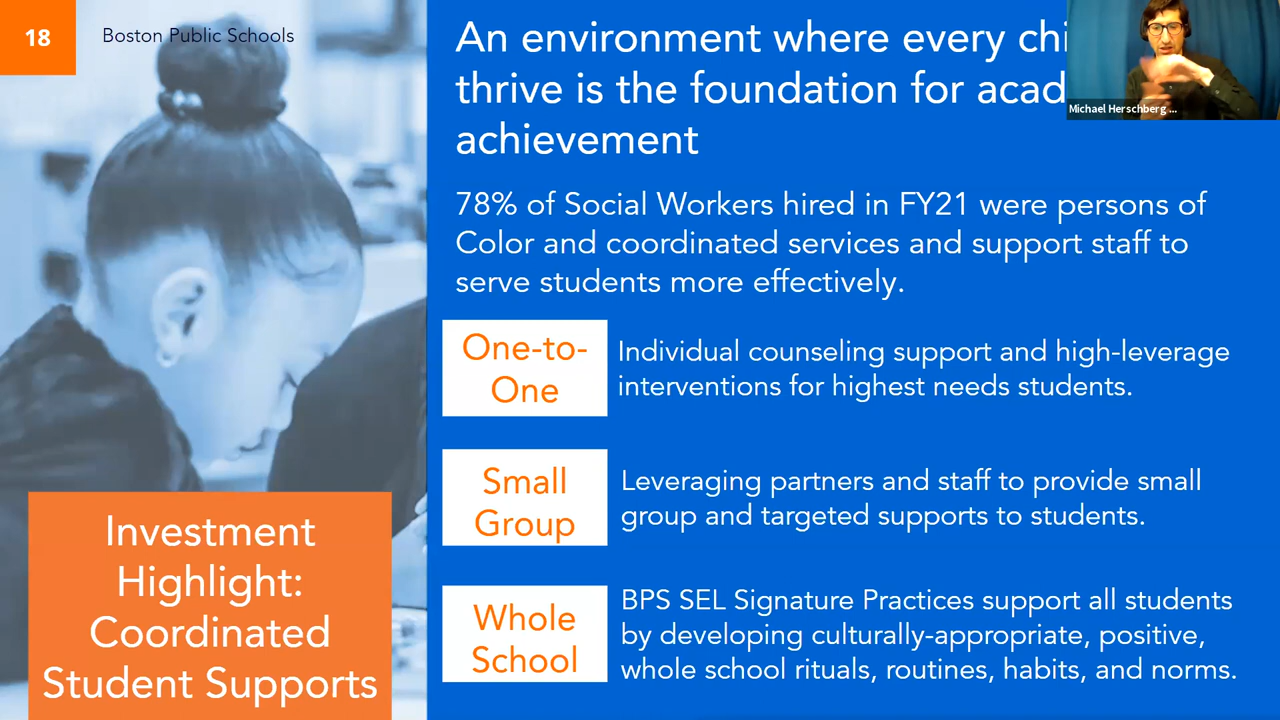 18
Boston Public Schools
An environment where every chi
thrive is the foundation for acad
achievement
Michael Herschberg ...
78% of Social Workers hired in FY21 were persons of
Color and coordinated services and support staff to
serve students more effectively.
One-to-
One
Individual counseling support and high-leverage
interventions for highest needs students.
Small
Group
Leveraging partners and staff to provide small
group and targeted supports to students.
Whole
School
BPS SEL Signature Practices support all students
by developing culturally-appropriate, positive,
whole school rituals, routines, habits, and norms.
Investment
Highlight:
Coordinated
Student Supports